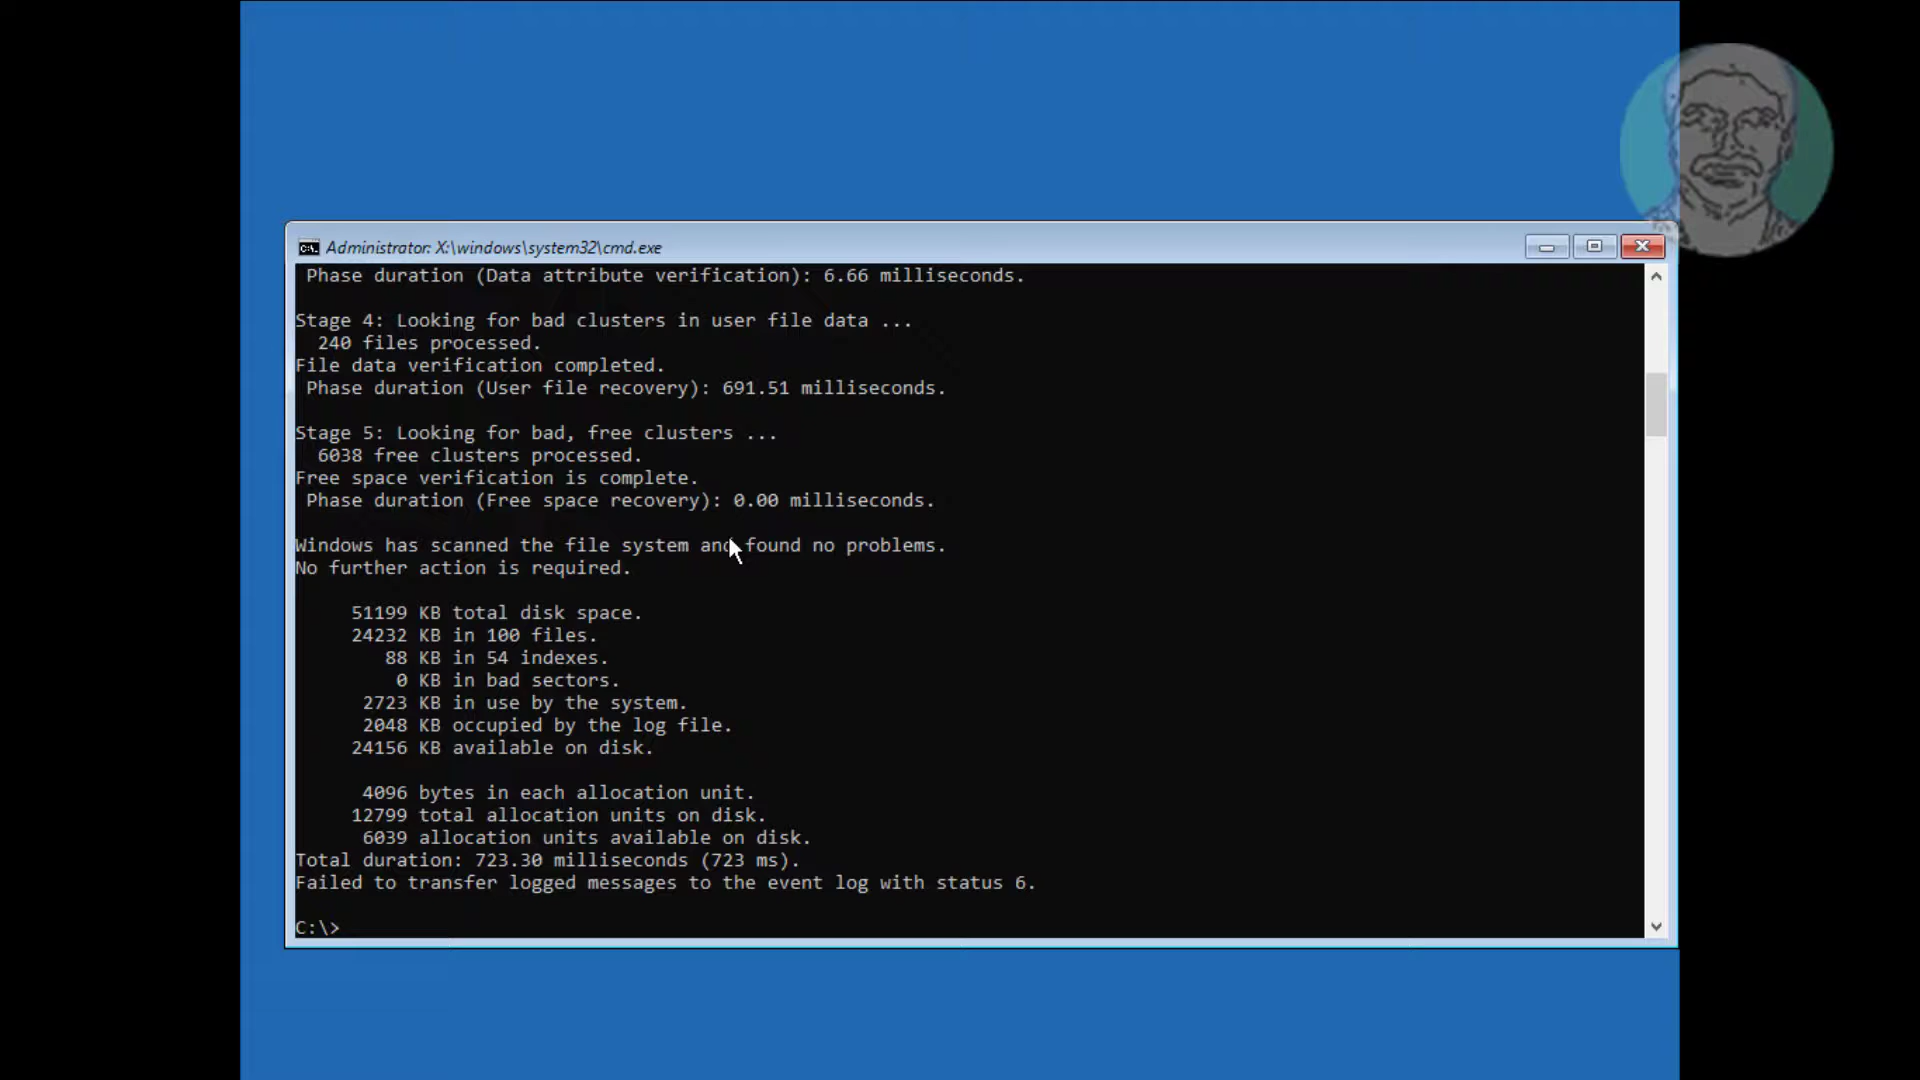 Administrator: X:\windows\system32\cmd.exe
Phase duration (Data attribute verification): 6.66 milliseconds.
Stage 4: Looking for bad clusters in user file data ...
240 files processed.
File data verification completed.
Phase duration (User file recovery): 691.51 milliseconds.
Stage 5: Looking for bad, free clusters ...
6038 free clusters processed.
Free space verification is complete.
Phase duration (Free space recovery): 0.00 milliseconds.
Windows has scanned the file system and found no problems.
No further action is required.
51199 KB total disk space.
24232 KB in 100 files.
88 KB in 54 indexes.
0 KB in bad sectors.
2723 KB in use by the system.
2048 KB occupied by the log file.
24156 KB available on disk.
4096 bytes in each allocation unit.
12799 total allocation units on disk.
6039 allocation units available on disk.
Total duration: 723.30 milliseconds (723 ms).
Failed to transfer logged messages to the event log with status 6.
C:\>